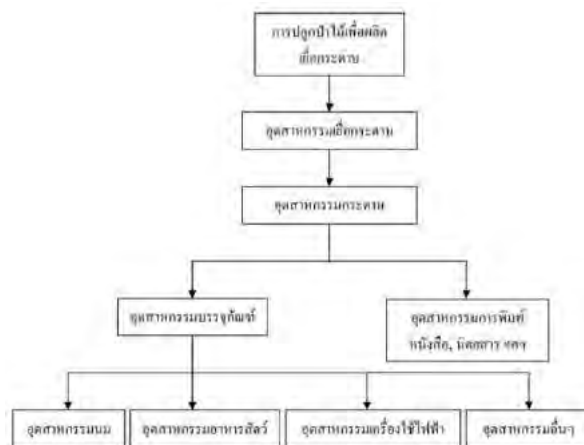 การปลูกป่าไม้เพื่อผลิต
เยื่อกระดาษ
อุตสาหกรรมเยื่อกระดาษ
อุตสาหกรรมกระดาษ
อุตสาหกรรมบรรจุภัณฑ์
อุตสาหกรรมการพิมพ์
หนังสือ, นิตยสาร ฯลฯ
อุตสาหกรรมนม
อุตสาหกรรมอาหารสัตว์
อุตสาหกรรมเครื่องใช้ไฟฟ้า
อุตสาหกรรมอื่นๆ